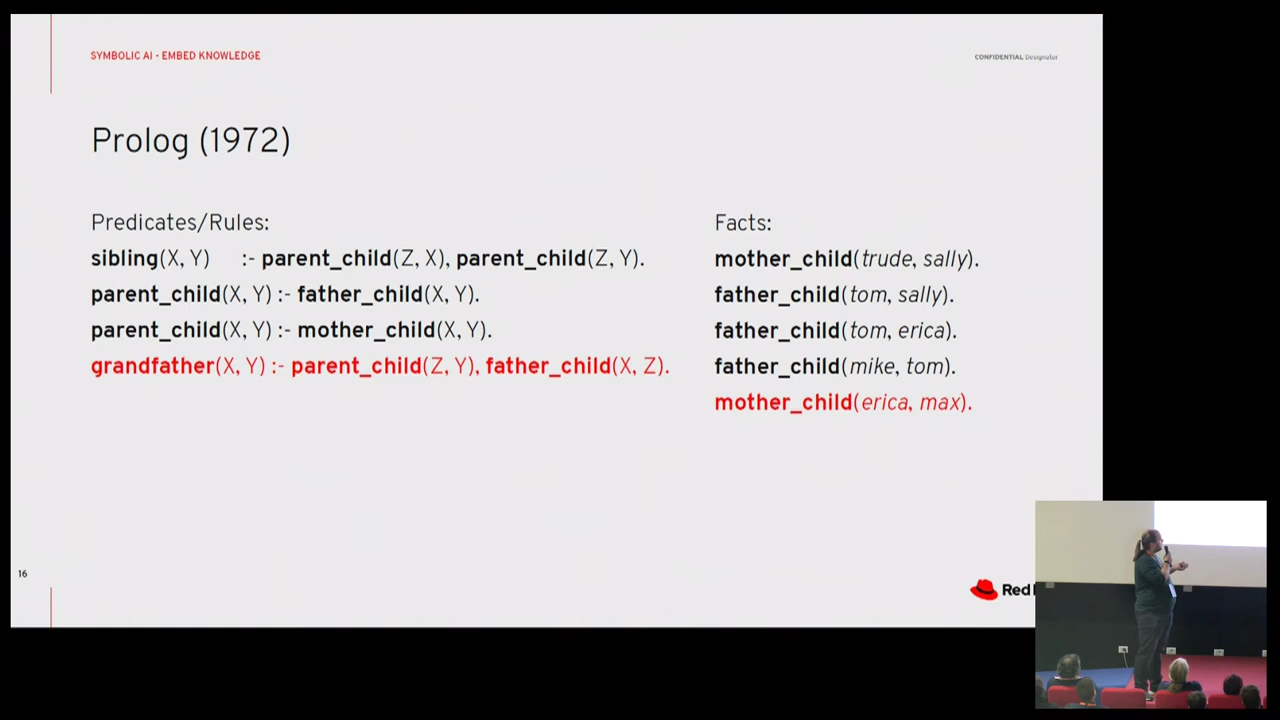 SYMBOLIC AI - EMBED KNOWLEDGE
CONFIDENTIAL Designator
Prolog (1972)
Predicates/Rules:
sibling(X, Y) :- parent_child(Z, X), parent_child(Z, Y).
parent_child(X, Y) :- father_child(X, Y).
parent_child(X, Y) :- mother_child(X, Y).
grandfather(X, Y) :- parent_child(Z, Y), father_child(X, Z).
Facts:
mother_child(trude, sally).
father_child(tom, sally).
father_child(tom, erica).
father_child(mike, tom).
mother_child(erica, max).
16
Red